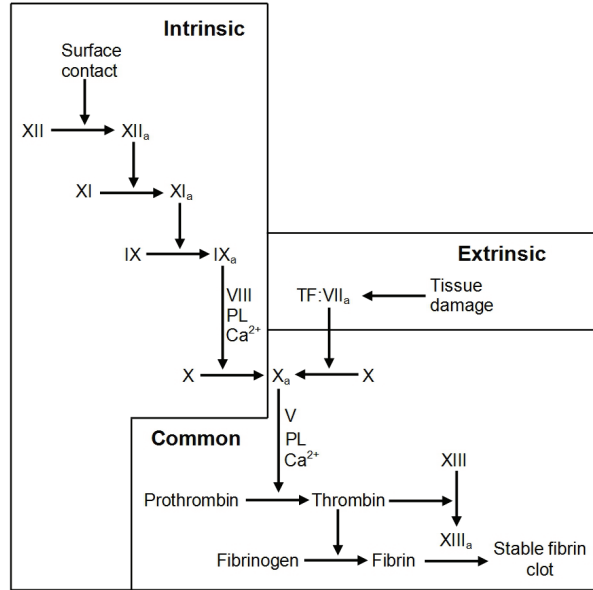 Intrinsic
Surface
contact
XII XIIₐ
XI XIₐ
IX IXₐ
Extrinsic
VIII
PL
Ca²⁺
TF:VIIₐ
Tissue
damage
X Xₐ X
Common
V
PL
Ca²⁺
XIII
Prothrombin Thrombin
XIIIₐ
Fibrinogen Fibrin
Stable fibrin
clot